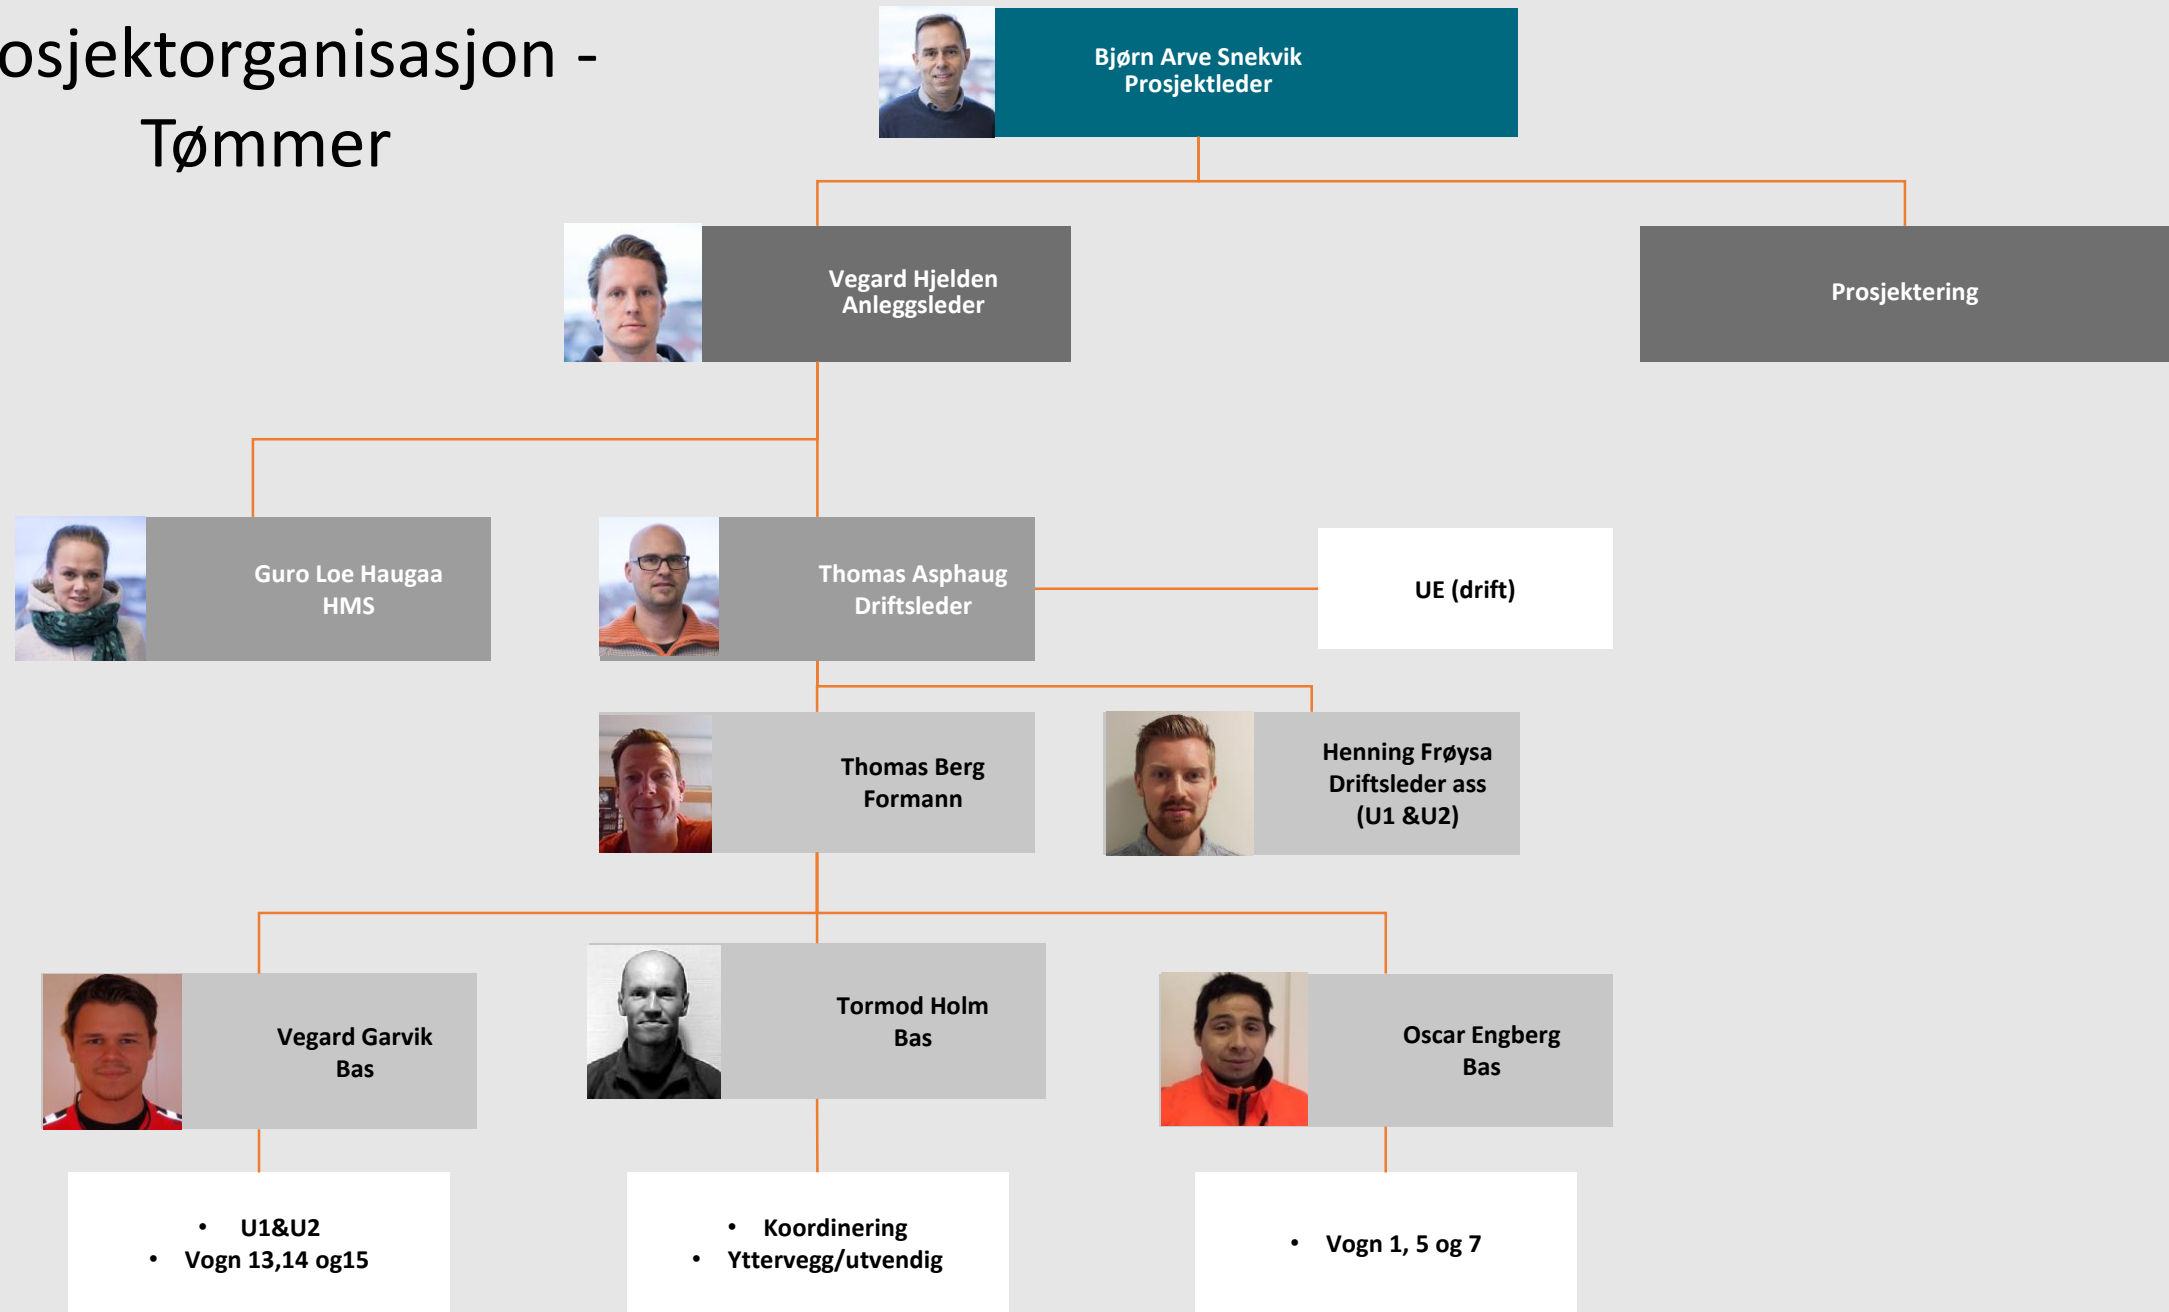 osjektorganisasjon -
Tømmer
Bjørn Arve Snekvik
Prosjektleder
Vegard Hjelden
Anleggsleder
Prosjektering
Guro Loe Haugaa
HMS
Thomas Asphaug
Driftsleder
UE (drift)
Thomas Berg
Formann
Henning Frøysa
Driftsleder ass
(U1 &U2)
Vegard Garvik
Bas
Tormod Holm
Bas
Oscar Engberg
Bas
• U1&U2
• Vogn 13,14 og15
• Koordinering
• Yttervegg/utvendig
• Vogn 1, 5 og 7